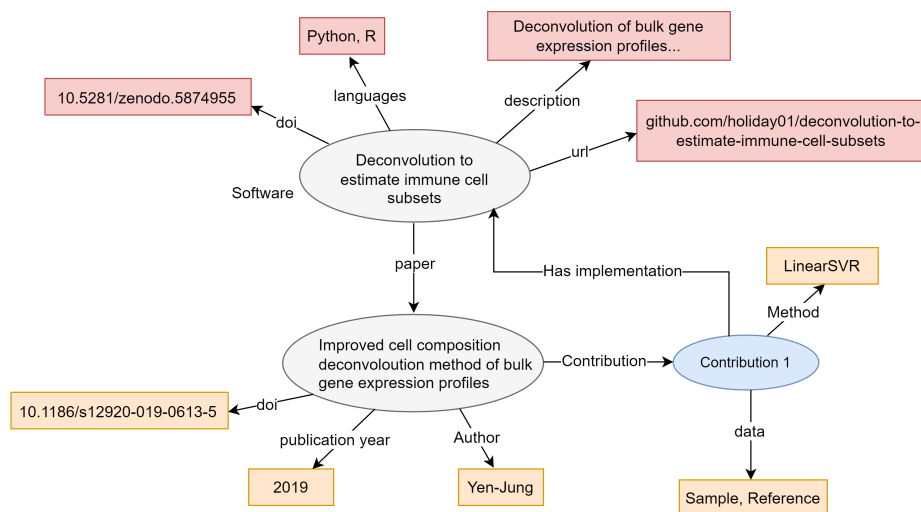 Python, R
Deconvolution of bulk gene
expression profiles...
10.5281/zenodo.5874955
languages
description
doi
github.com/holiday01/deconvolution-to-
estimate-immune-cell-subsets
url
Deconvolution to
estimate immune cell
subsets
Software
paper
Has implementation
LinearSVR
Method
Improved cell composition
deconvoloution method of bulk
gene expression profiles
Contribution
Contribution 1
10.1186/s12920-019-0613-5
doi
publication year
Author
data
2019
Yen-Jung
Sample, Reference